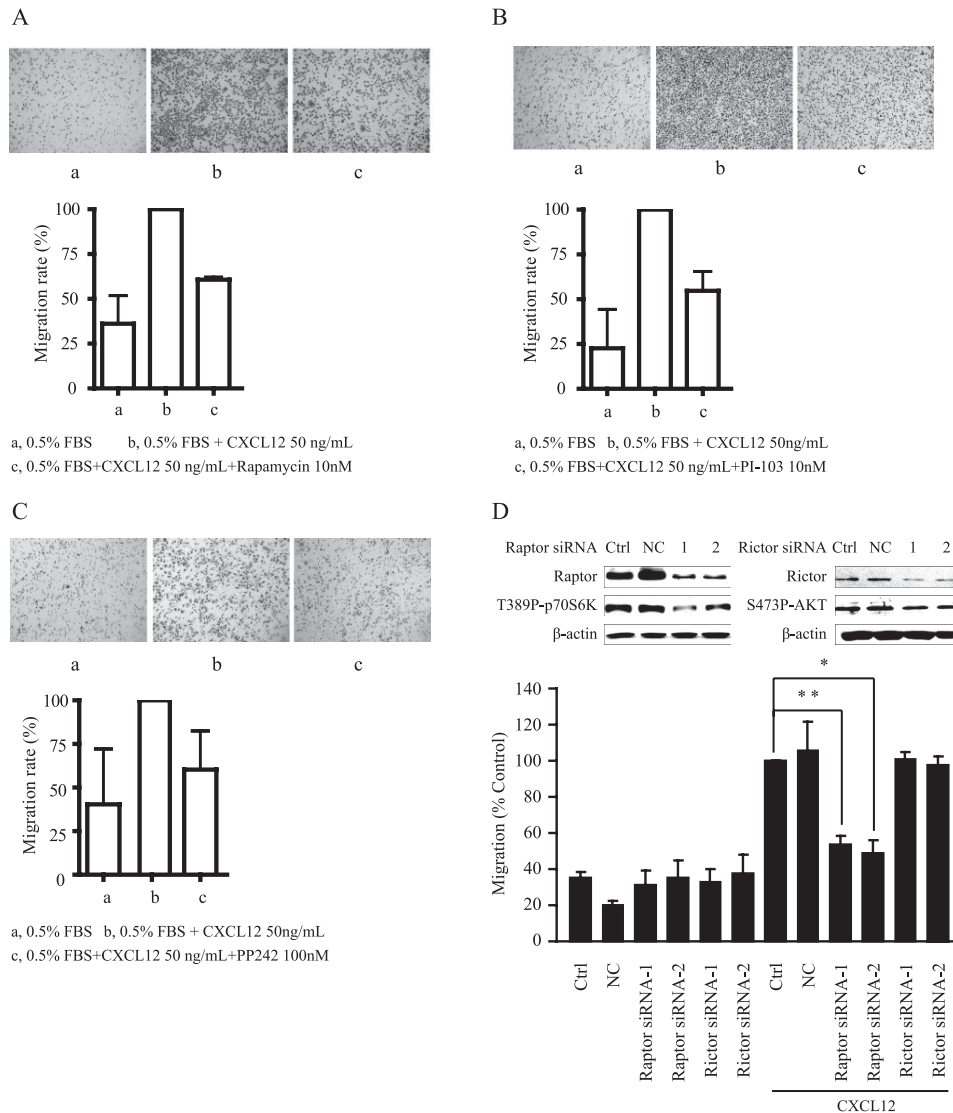 A
a b c
Migration rate (%)
100
75
50
25
0
a b c
a, 0.5% FBS b, 0.5% FBS + CXCL12 50 ng/mL
c, 0.5% FBS+CXCL12 50 ng/mL+Rapamycin 10nM
B
a b c
Migration rate (%)
100
75
50
25
0
a b c
a, 0.5% FBS b, 0.5% FBS + CXCL12 50ng/mL
c, 0.5% FBS+CXCL12 50 ng/mL+PI-103 10nM
C
a b c
Migration rate (%)
100
75
50
25
0
a b c
a, 0.5% FBS b, 0.5% FBS + CXCL12 50ng/mL
c, 0.5% FBS+CXCL12 50 ng/mL+PP242 100nM
D
Raptor siRNA Ctrl NC 1 2
Raptor
T389P-p70S6K
β-actin
Rictor siRNA Ctrl NC 1 2
Rictor
S473P-AKT
β-actin
Migration (% Control)
140
120
100
80
60
40
20
0
*
* *
Ctrl
NC
Raptor siRNA-1
Raptor siRNA-2
Rictor siRNA-1
Rictor siRNA-2
Ctrl
NC
Raptor siRNA-1
Raptor siRNA-2
Rictor siRNA-1
Rictor siRNA-2
CXCL12